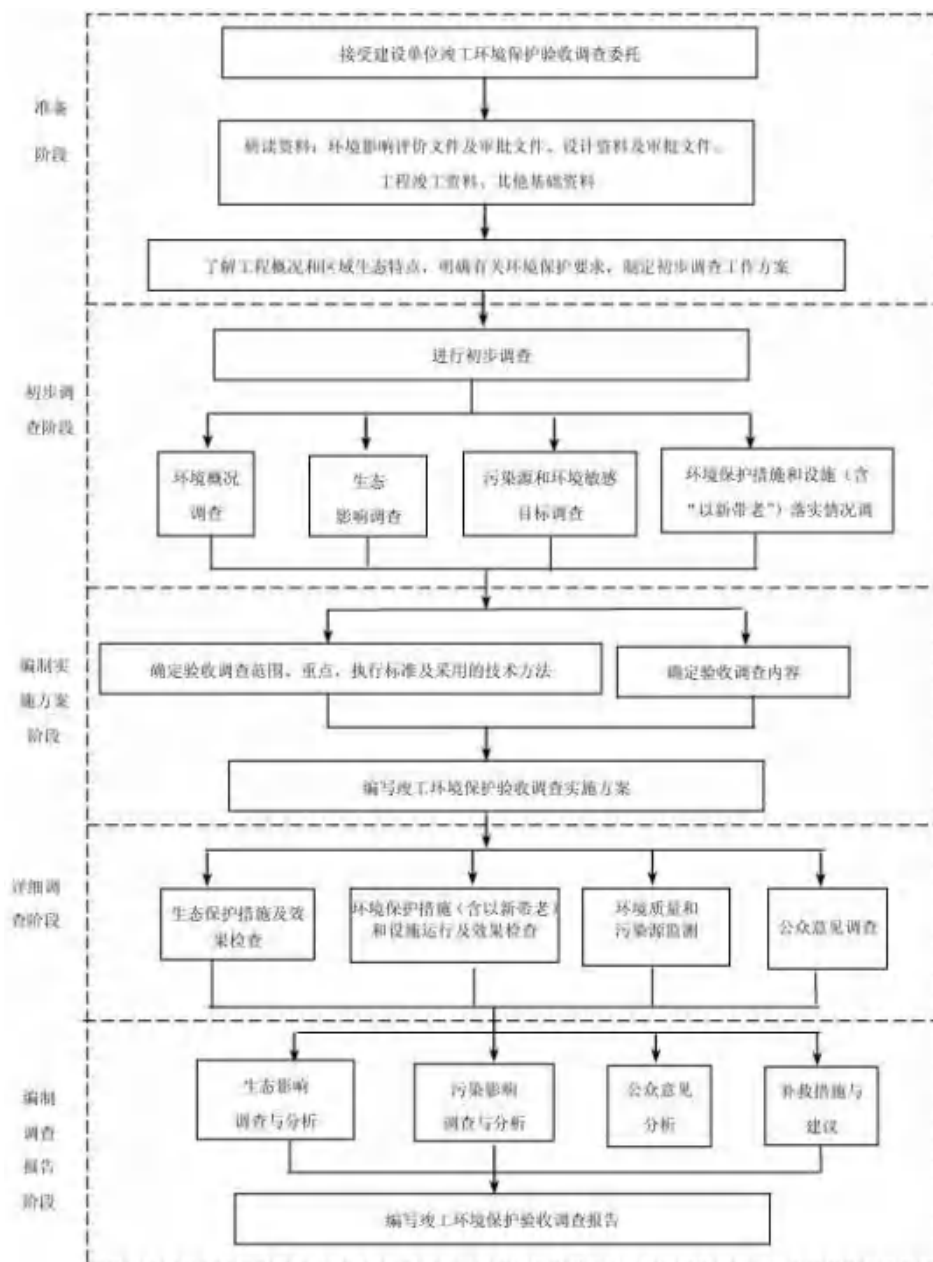 接受建设单位竣工环境保护验收调查委托
准备
阶段
研读资料：环境影响评价文件及审批文件、设计资料及审批文件、
工程竣工资料、其他基础资料
了解工程概况和区域生态特点，明确有关环境保护要求，制定初步调查工作方案
进行初步调查
初步调
查阶段
环境概况
调查
生态
影响调查
污染源和环境敏感
目标调查
环境保护措施和设施（含
“以新带老”）落实情况调
编制实
施方案
阶段
确定验收调查范围、重点、执行标准及采用的技术方法
确定验收调查内容
编写竣工环境保护验收调查实施方案
详细调
查阶段
生态保护措施及效
果检查
环境保护措施（含以新带老）
和设施运行及效果检查
环境质量和
污染源监测
公众意见调查
编制
调查
报告
阶段
生态影响
调查与分析
污染影响
调查与分析
公众意见
分析
补救措施与
建议
编写竣工环境保护验收调查报告